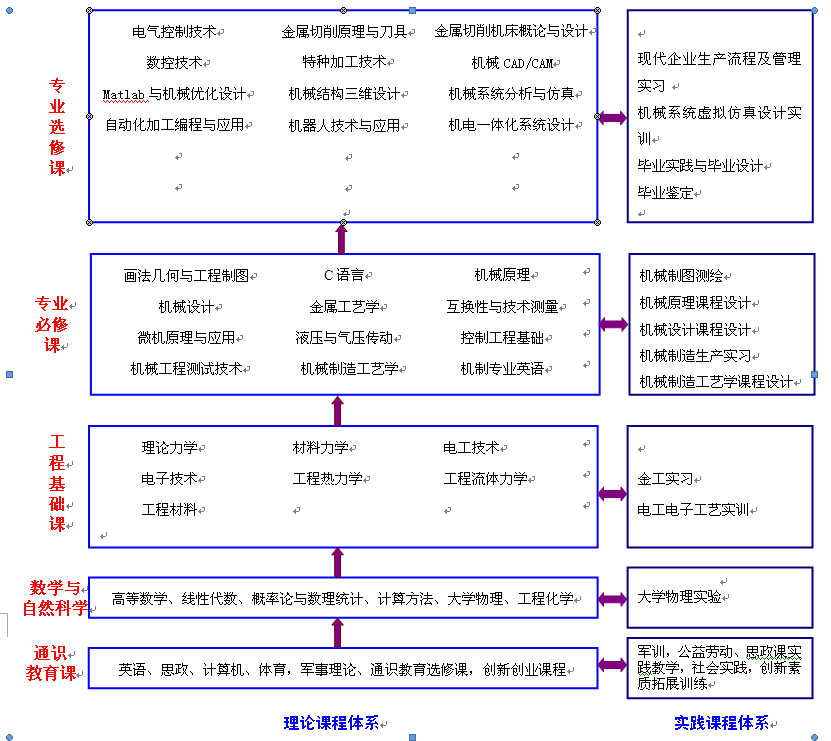 专业选修课
电气控制技术 金属切削原理与刀具 金属切削机床概论与设计
数控技术 特种加工技术 机械 CAD/CAM
Matlab 与机械优化设计 机械结构三维设计 机械系统分析与仿真
自动化加工编程与应用 机器人技术与应用 机电一体化系统设计
现代企业生产流程及管理
实习
机械系统虚拟仿真设计实
训
毕业实践与毕业设计
毕业鉴定
专业
必修
课
画法几何与工程制图 C 语言 机械原理
机械设计 金属工艺学 互换性与技术测量
微机原理与应用 液压与气压传动 控制工程基础
机械工程测试技术 机械制造工艺学 机制专业英语
机械制图测绘
机械原理课程设计
机械设计课程设计
机械制造生产实习
机械制造工艺学课程设计
工程基础课
理论力学 材料力学 电工技术
电子技术 工程热力学 工程流体力学
工程材料
金工实习
电工电子工艺实训
数学与
自然科学
高等数学、线性代数、概率论与数理统计、计算方法、大学物理、工程化学
大学物理实验
通识
教育课
英语、思政、计算机、体育，军事理论、通识教育选修课，创新创业课程
军训，公益劳动、思政课实
践教学，社会实践，创新素
质拓展训练
理论课程体系
实践课程体系